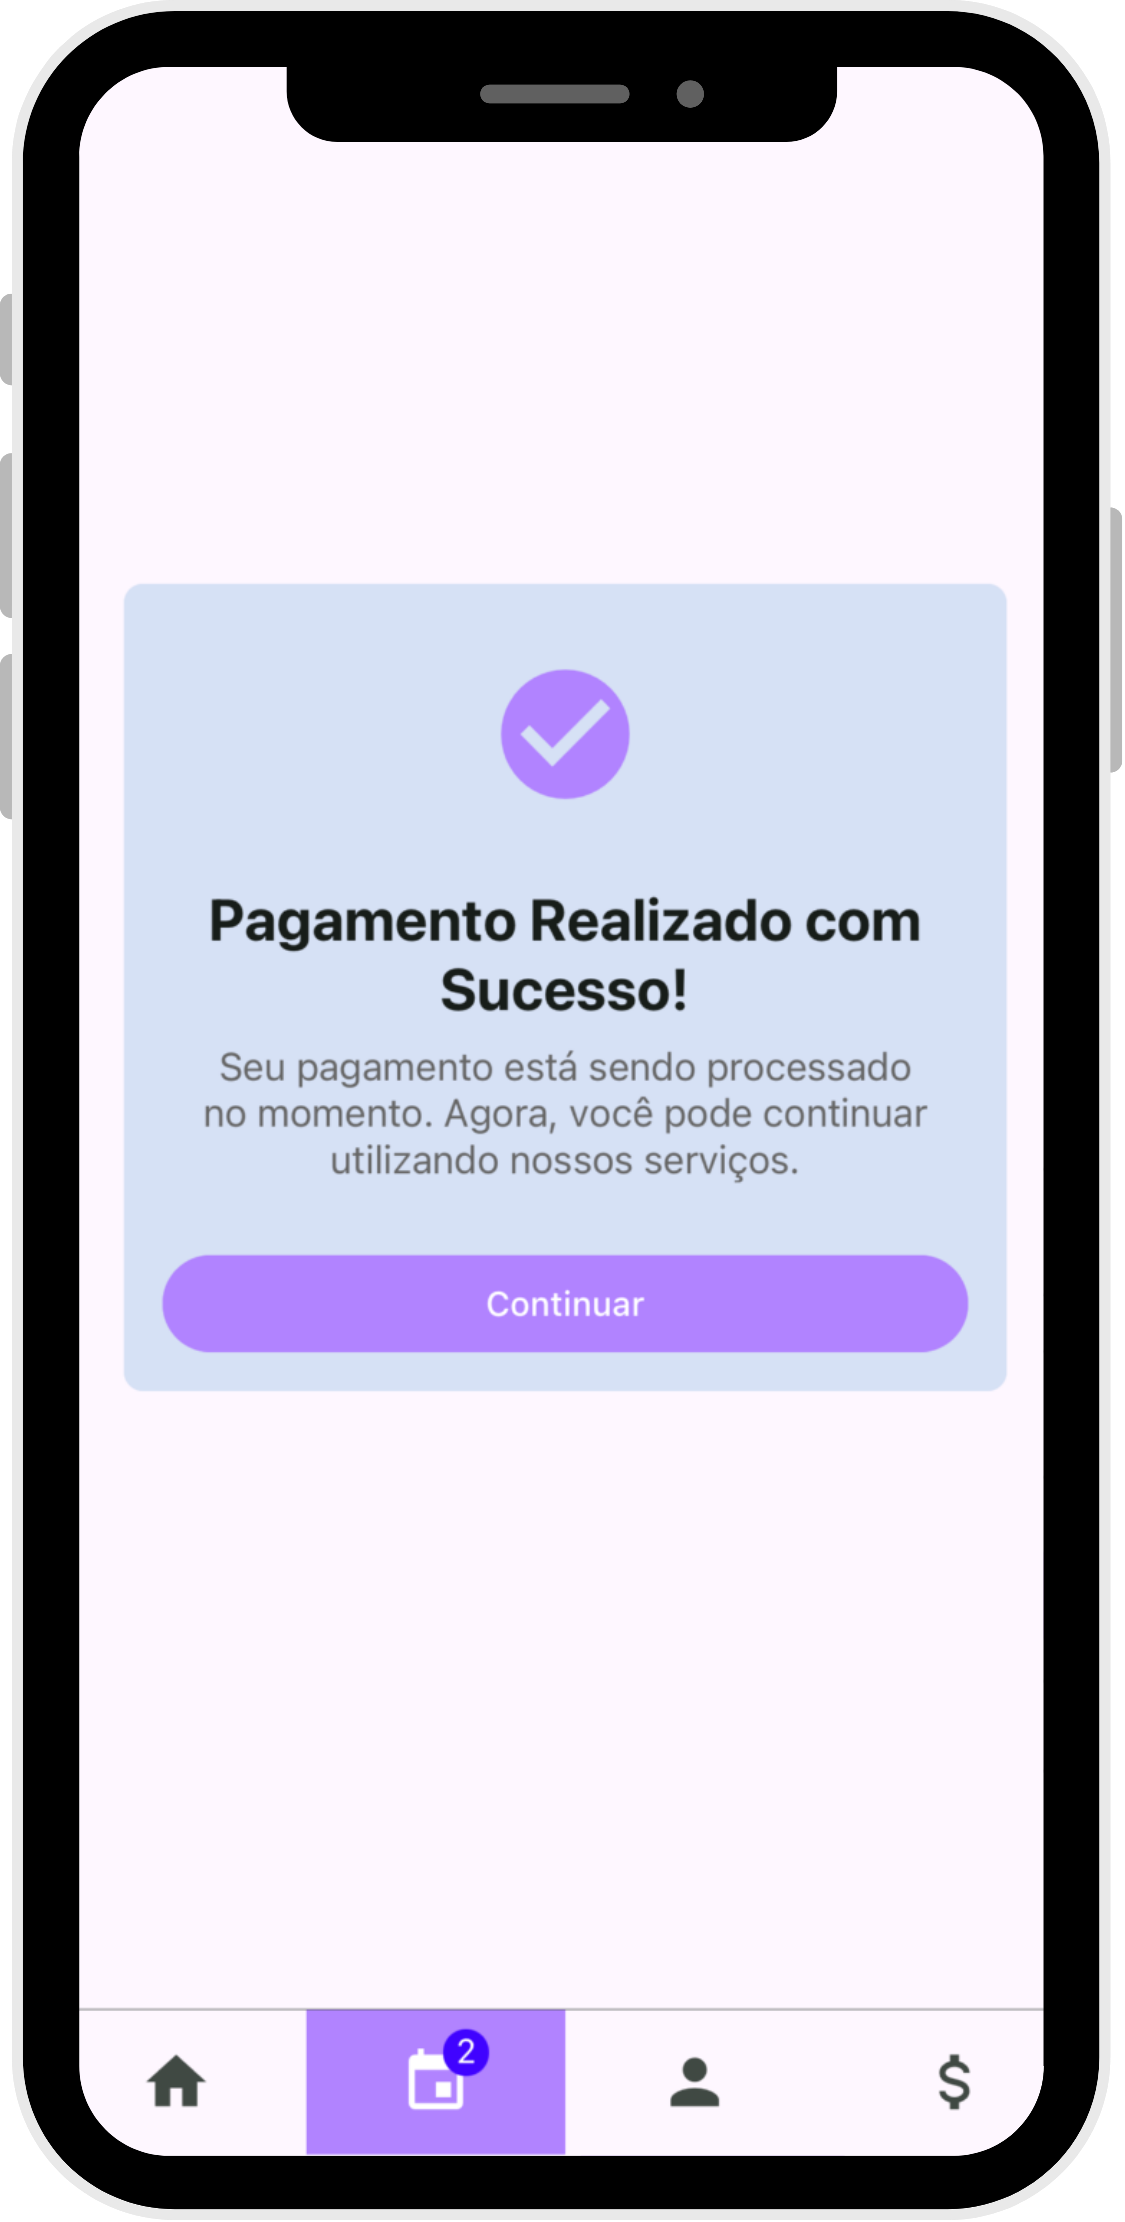 Pagamento Realizado com
Sucesso!
Seu pagamento está sendo processado
no momento. Agora, você pode continuar
utilizando nossos serviços.
Continuar
2
$